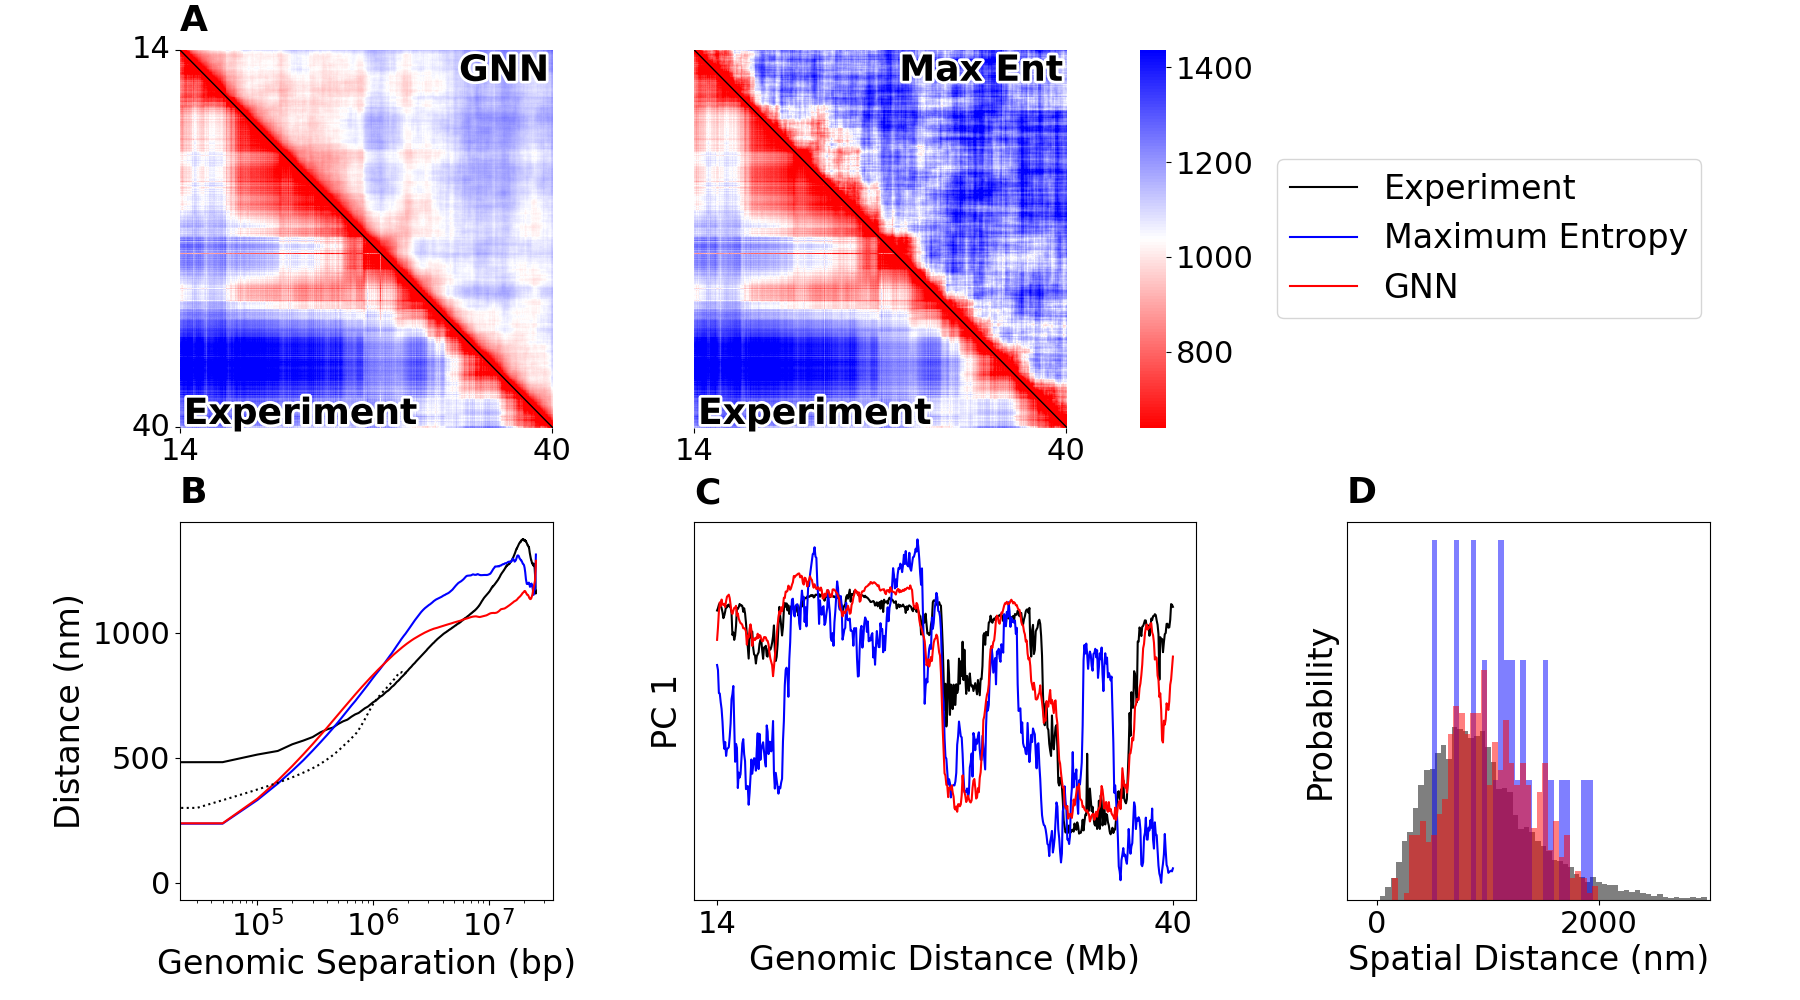 A
14
40
GNN
Experiment
14
40
Max Ent
Experiment
14
40
1400
1200
1000
800
Experiment
Maximum Entropy
GNN
B
Distance (nm)
1000
500
0
10^5
10^6
10^7
Genomic Separation (bp)
C
PC 1
14
40
Genomic Distance (Mb)
D
Probability
0
2000
Spatial Distance (nm)